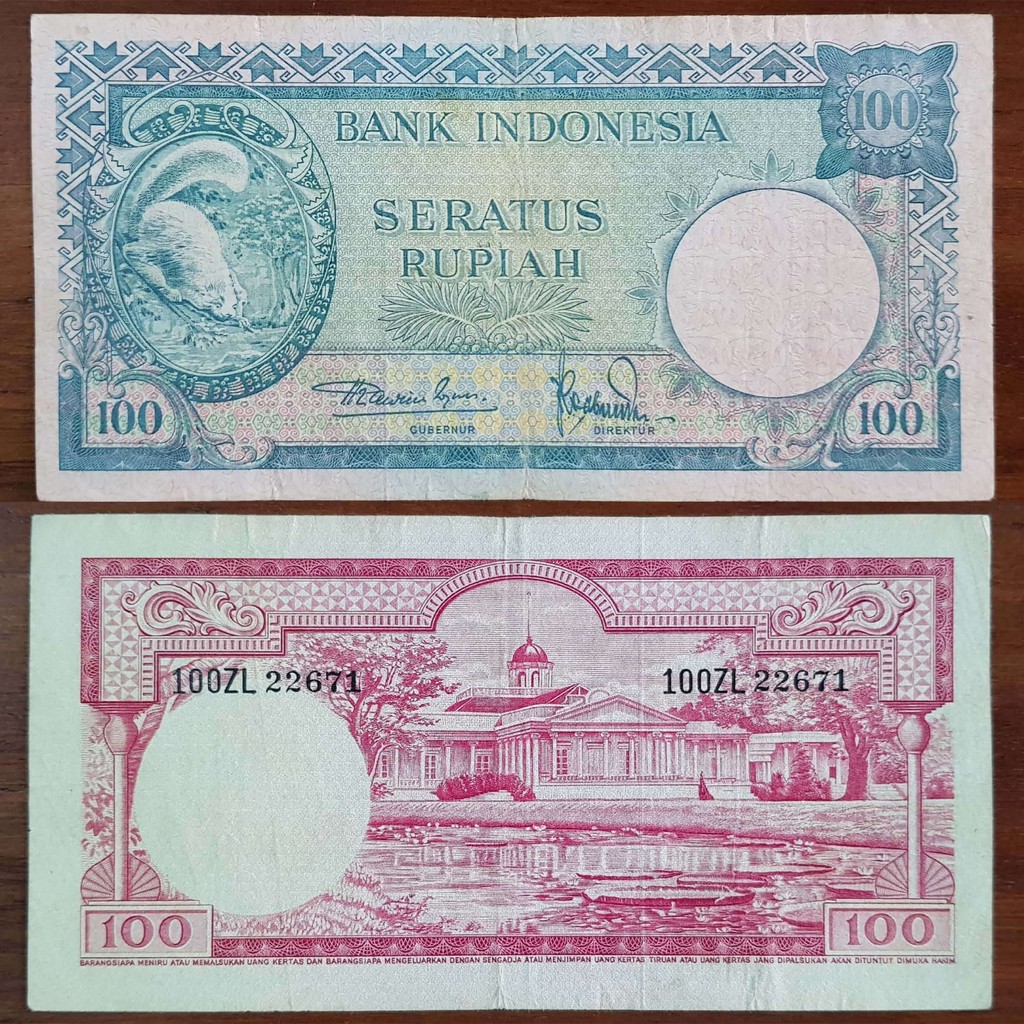 BANK INDONESIA
100
SERATUS
RUPIAH
GUBERNUR
DIREKTUR
100
100
100ZL 22671
100ZL 22671
100
100
BARANGSIAPA MENIRU ATAU MEMALSUKAN UANG KERTAS DAN BARANGSIAPA MENGELUARKAN DENGAN SENGADJA ATAU MENJIMPAN UANG KERTAS TIRUAN ATAU UANG KERTAS JANG DIPALSUKAN AKAN DITUNTUT DIMUKA HAKIM